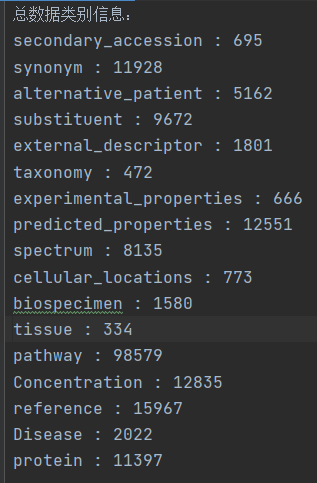 总数据类别信息:
secondary_accession : 695
synonym : 11928
alternative_patient : 5162
substituent : 9672
external_descriptor : 1801
taxonomy : 472
experimental_properties : 666
predicted_properties : 12551
spectrum : 8135
cellular_locations : 773
biospecimen : 1580
tissue : 334
pathway : 98579
Concentration : 12835
reference : 15967
Disease : 2022
protein : 11397